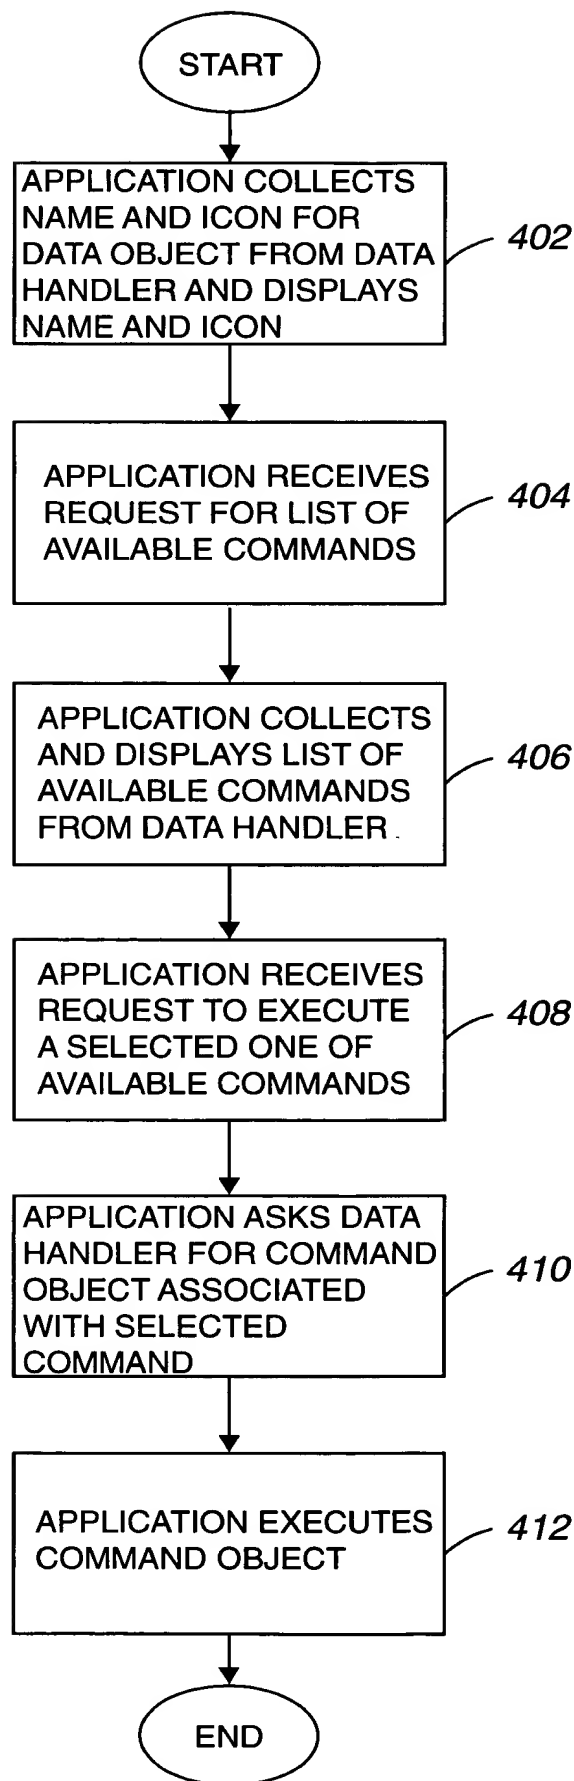 START
APPLICATION COLLECTS
NAME AND ICON FOR
DATA OBJECT FROM DATA
HANDLER AND DISPLAYS
NAME AND ICON
402
APPLICATION RECEIVES
REQUEST FOR LIST OF
AVAILABLE COMMANDS
404
APPLICATION COLLECTS
AND DISPLAYS LIST OF
AVAILABLE COMMANDS
FROM DATA HANDLER .
406
APPLICATION RECEIVES
REQUEST TO EXECUTE
A SELECTED ONE OF
AVAILABLE COMMANDS
408
APPLICATION ASKS DATA
HANDLER FOR COMMAND
OBJECT ASSOCIATED
WITH SELECTED
COMMAND
410
APPLICATION EXECUTES
COMMAND OBJECT
412
END